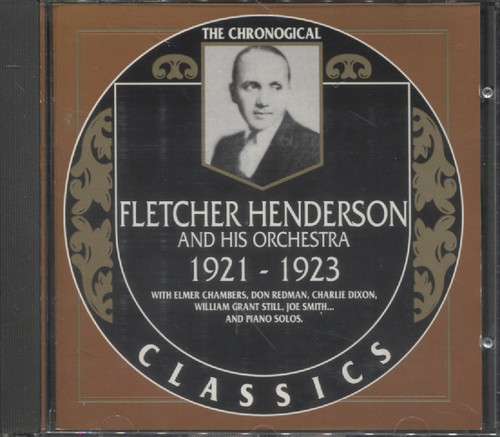 THE CHRONOGICAL
FLETCHER HENDERSON
AND HIS ORCHESTRA
1921 - 1923
WITH ELMER CHAMBERS, DON REDMAN, CHARLIE DIXON,
WILLIAM GRANT STILL, JOE SMITH...
AND PIANO SOLOS.
CLASSICS